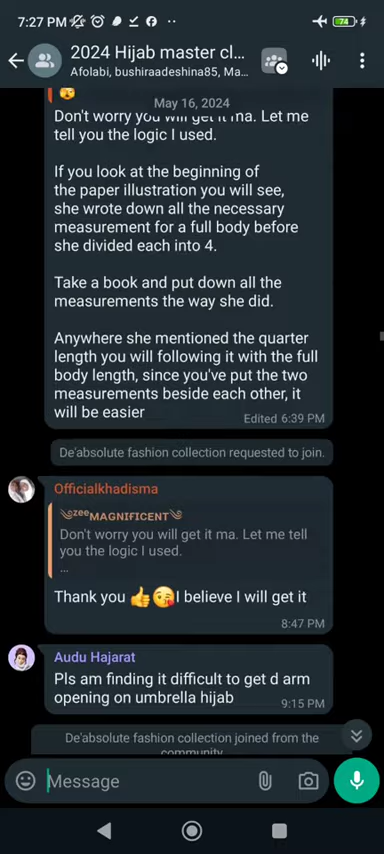 7:27 PM
74
2024 Hijab master cl...
Afolabi, bushiraadeshina85, Ma...
May 16, 2024
Don't worry you will get it ma. Let me
tell you the logic I used.
If you look at the beginning of
the paper illustration you will see,
she wrote down all the necessary
measurement for a full body before
she divided each into 4.
Take a book and put down all the
measurements the way she did.
Anywhere she mentioned the quarter
length you will following it with the full
body length, since you've put the two
measurements beside each other, it
will be easier
Edited 6:39 PM
De'absolute fashion collection requested to join.
Officialkhadisma
༄ᶻᵉᵉMAGNIFICENT༄
Don't worry you will get it ma. Let me tell
you the logic I used.
...
Thank you 👍😘I believe I will get it
8:47 PM
Audu Hajarat
Pls am finding it difficult to get d arm
opening on umbrella hijab
9:15 PM
De'absolute fashion collection joined from the
community.
Message